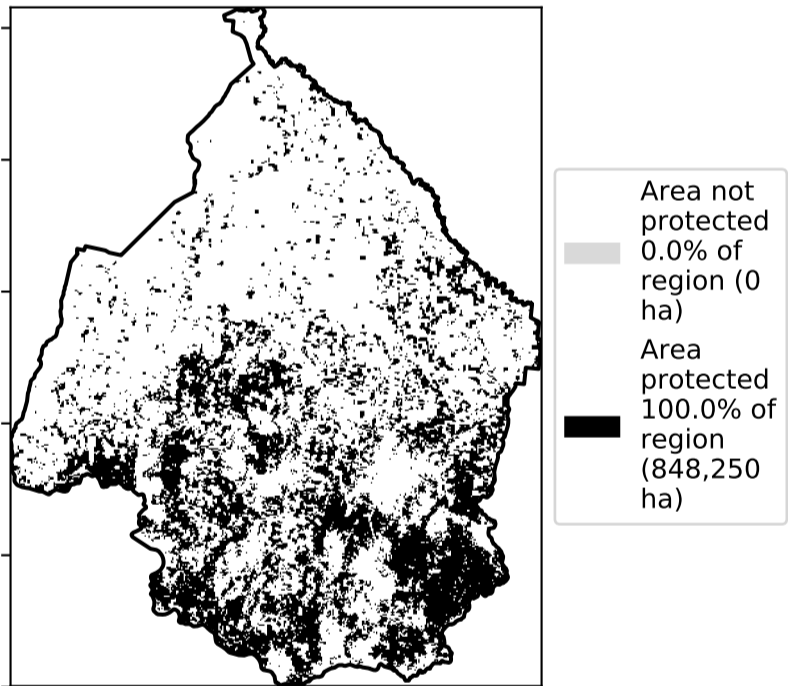 Area not
protected
0.0% of
region (0
ha)
Area
protected
100.0% of
region
(848,250
ha)